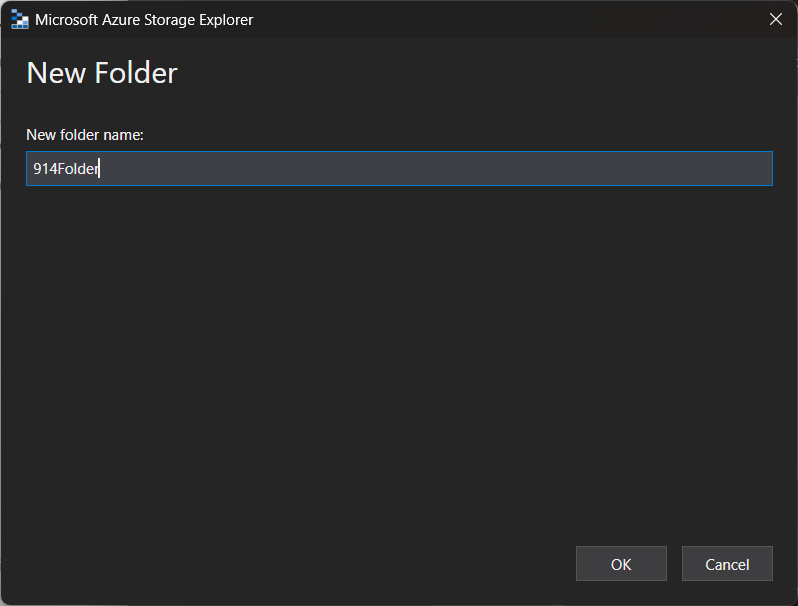 Microsoft Azure Storage Explorer
New Folder
New folder name:
914Folder
OK
Cancel